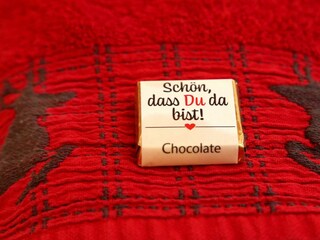 Schön,
dass Du da
bist!
Chocolate